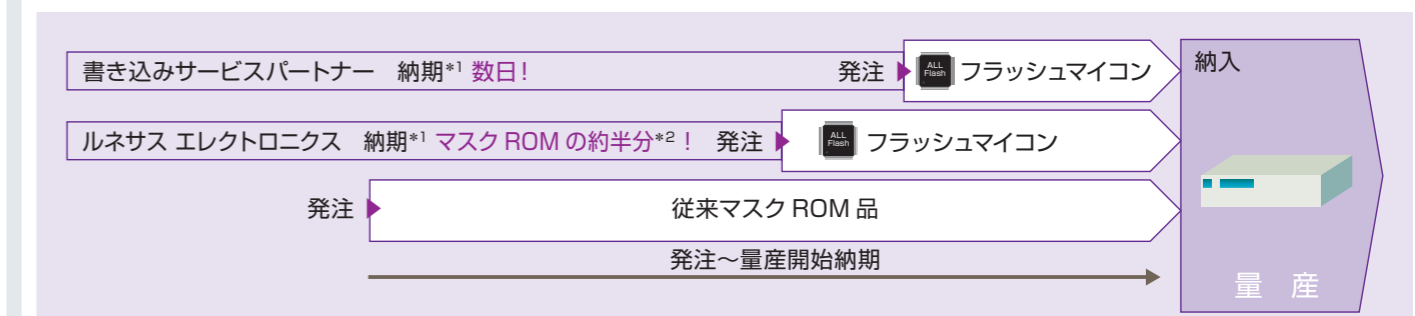 書き込みサービスパートナー 納期*1 数日! 発注 ALL Flash フラッシュマイコン
納入
ルネサス エレクトロニクス 納期*1 マスク ROM の約半分*2! 発注 ALL Flash フラッシュマイコン
発注 従来マスク ROM 品
発注～量産開始納期
量 産